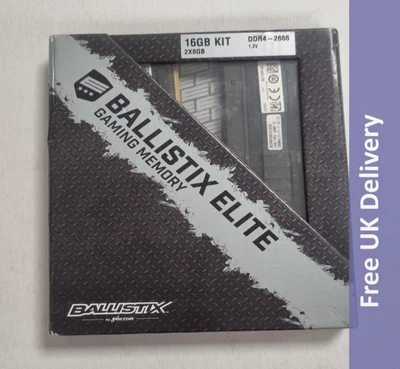 16GB KIT
2X8GB
DDR4-2666
1.2V
BALLISTIX ELITE
GAMING MEMORY
BALLISTIX
by Micron
Free UK Delivery